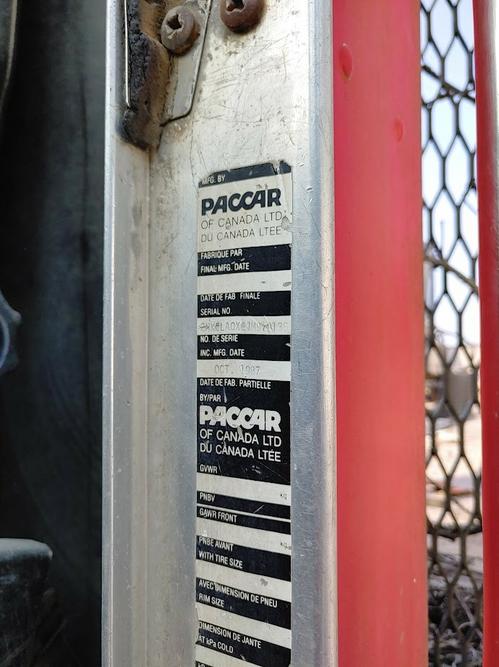 MFG. BY
PACCAR
OF CANADA LTD
DU CANADA LTÉE
FABRIQUE PAR
FINAL MFG. DATE
DATE DE FAB FINALE
SERIAL NO
NO. DE SERIE
INC. MFG. DATE
OCT. 1987
DATE DE FAB. PARTIELLE
BY/PAR
PACCAR
OF CANADA LTD
DU CANADA LTÉE
GVWR
PNBV
GAWR FRONT
PNBE AVANT
WITH TIRE SIZE
AVEC DIMENSION DE PNEU
RIM SIZE
DIMENSION DE JANTE
AT kPa COLD